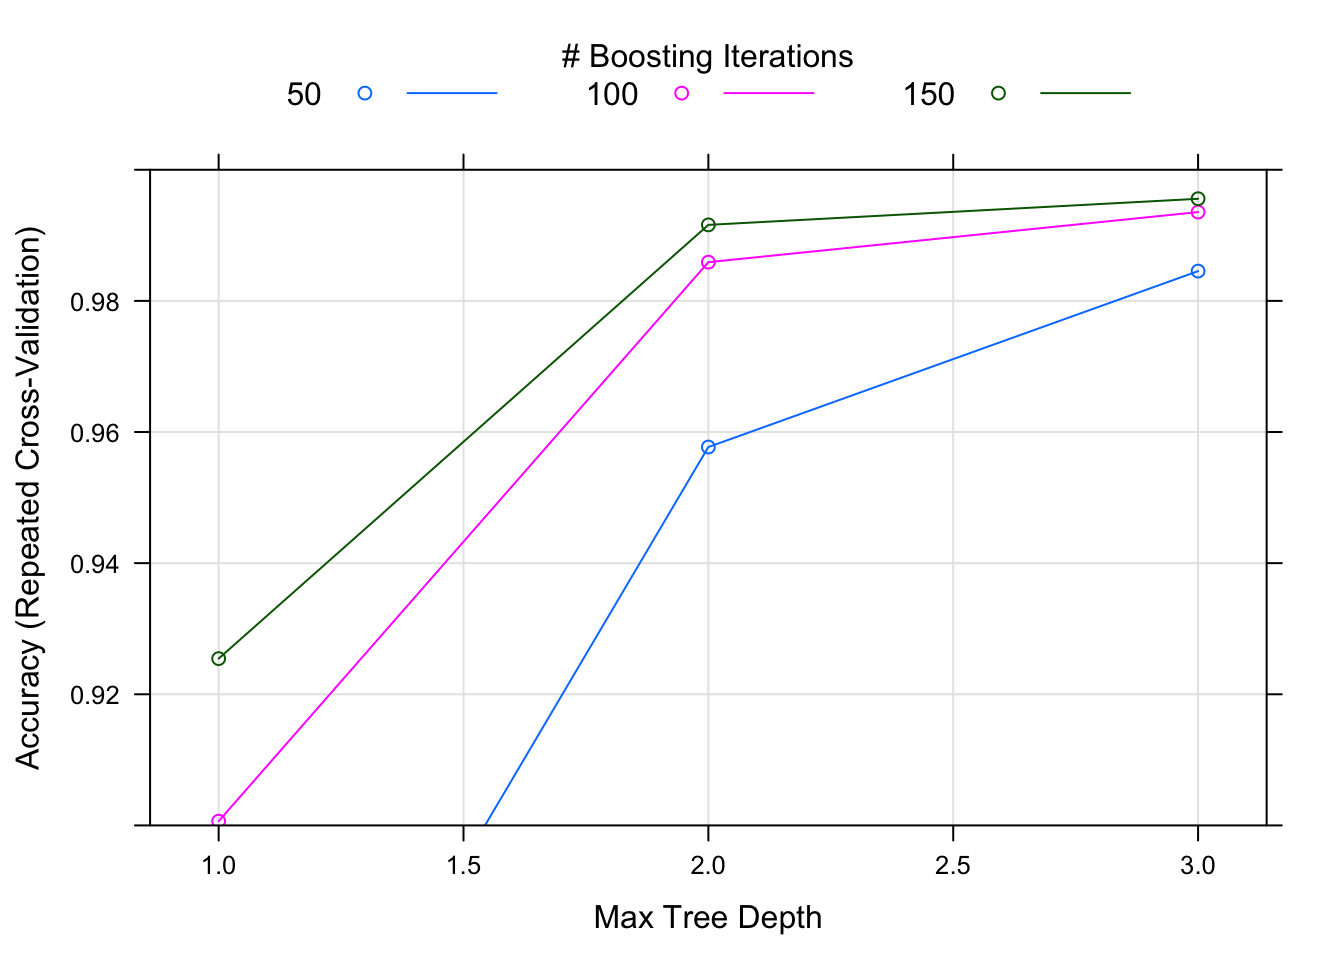 # Boosting Iterations
50 100 150
Accuracy (Repeated Cross-Validation)
0.98
0.96
0.94
0.92
1.0 1.5 2.0 2.5 3.0
Max Tree Depth